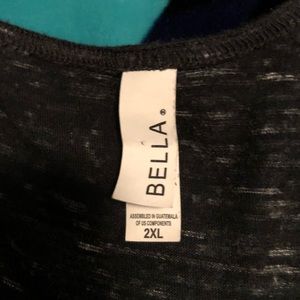 BELLA®
ASSEMBLED IN GUATEMALA
OF US COMPONENTS
2XL